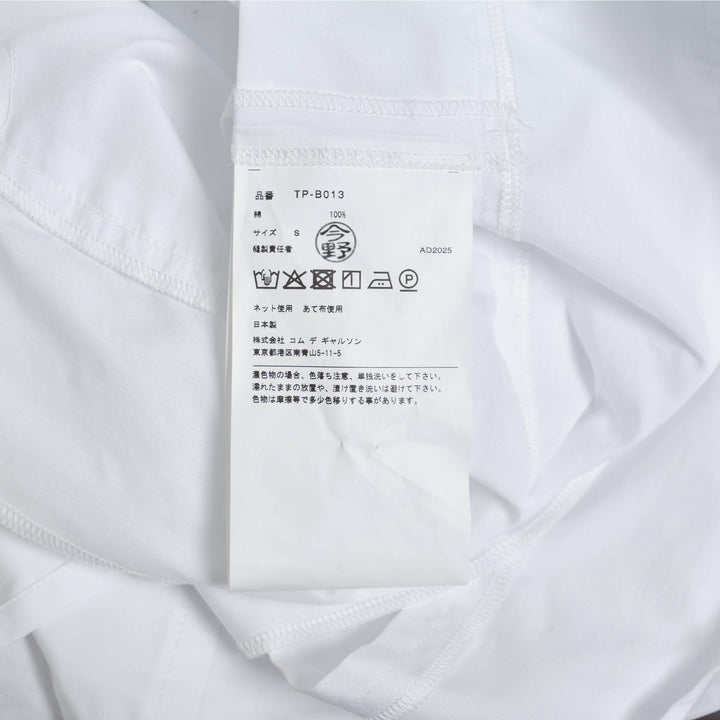 品番 TP-B013
綿 100%
サイズ S
縫製責任者 今野 AD2025
P
ネット使用 あて布使用
日本製
株式会社 コム デ ギャルソン
東京都港区南青山5-11-5
濃色物の場合、色落ち注意、単独洗いをして下さい。
濡れたままの放置や、漬け置き洗いは避けて下さい。
色物は摩擦等で多少色移りする事があります。